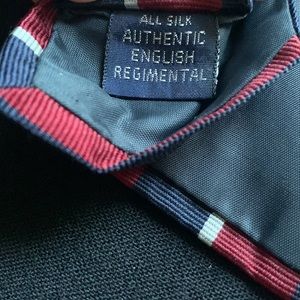 ALL SILK
AUTHENTIC
ENGLISH
REGIMENTAL